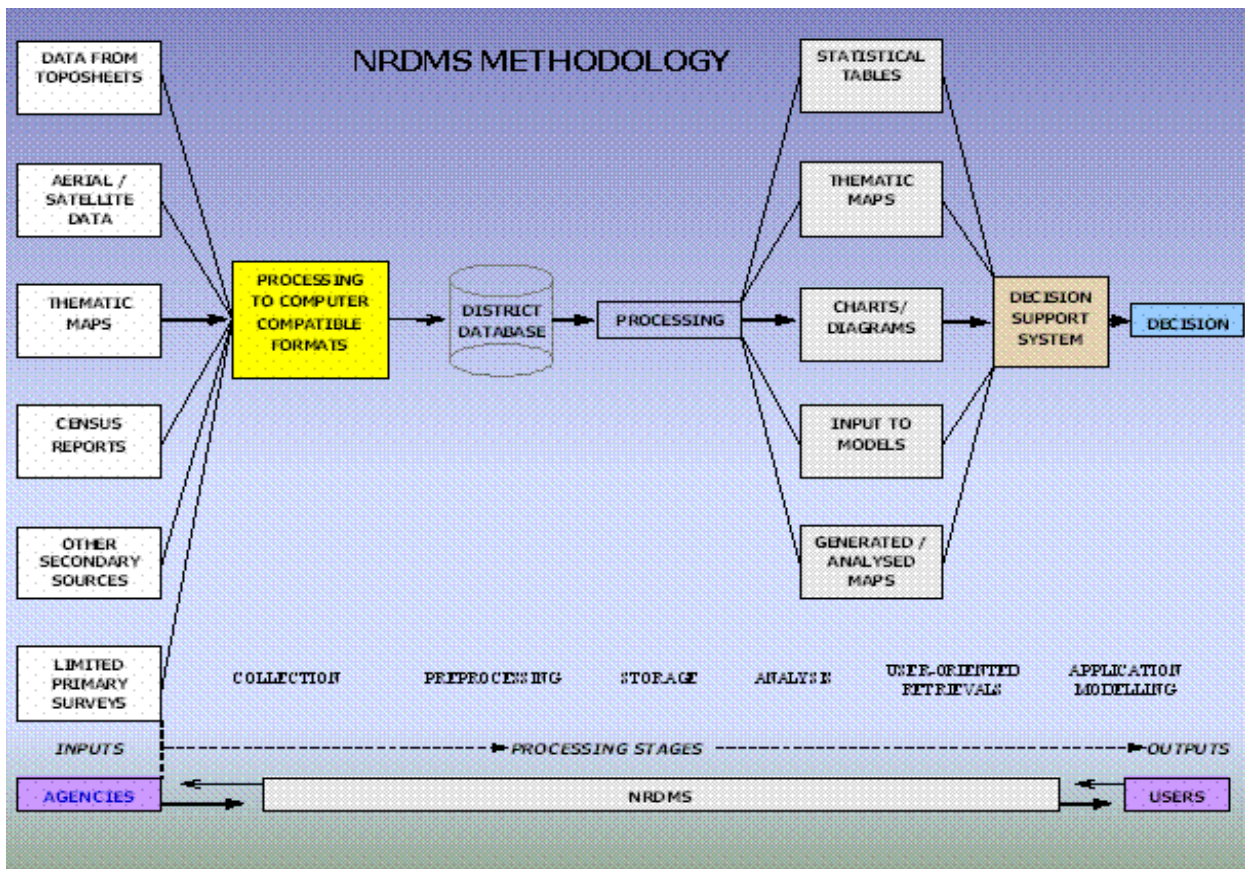 NRDMS METHODOLOGY
DATA FROM
TOPOSHEETS
AERIAL /
SATELLITE
DATA
THEMATIC
MAPS
CENSUS
REPORTS
OTHER
SECONDARY
SOURCES
LIMITED
PRIMARY
SURVEYS
PROCESSING
TO COMPUTER
COMPATIBLE
FORMATS
DISTRICT
DATABASE
PROCESSING
STATISTICAL
TABLES
THEMATIC
MAPS
CHARTS/
DIAGRAMS
INPUT TO
MODELS
GENERATED /
ANALYSED
MAPS
DECISION
SUPPORT
SYSTEM
DECISION
COLLECTION
PREPROCESSING
STORAGE
ANALYSIS
USER-ORIENTED
RETRIEVALS
APPLICATION
MODELLING
INPUTS
PROCESSING STAGES
OUTPUTS
AGENCIES
NRDMS
USERS